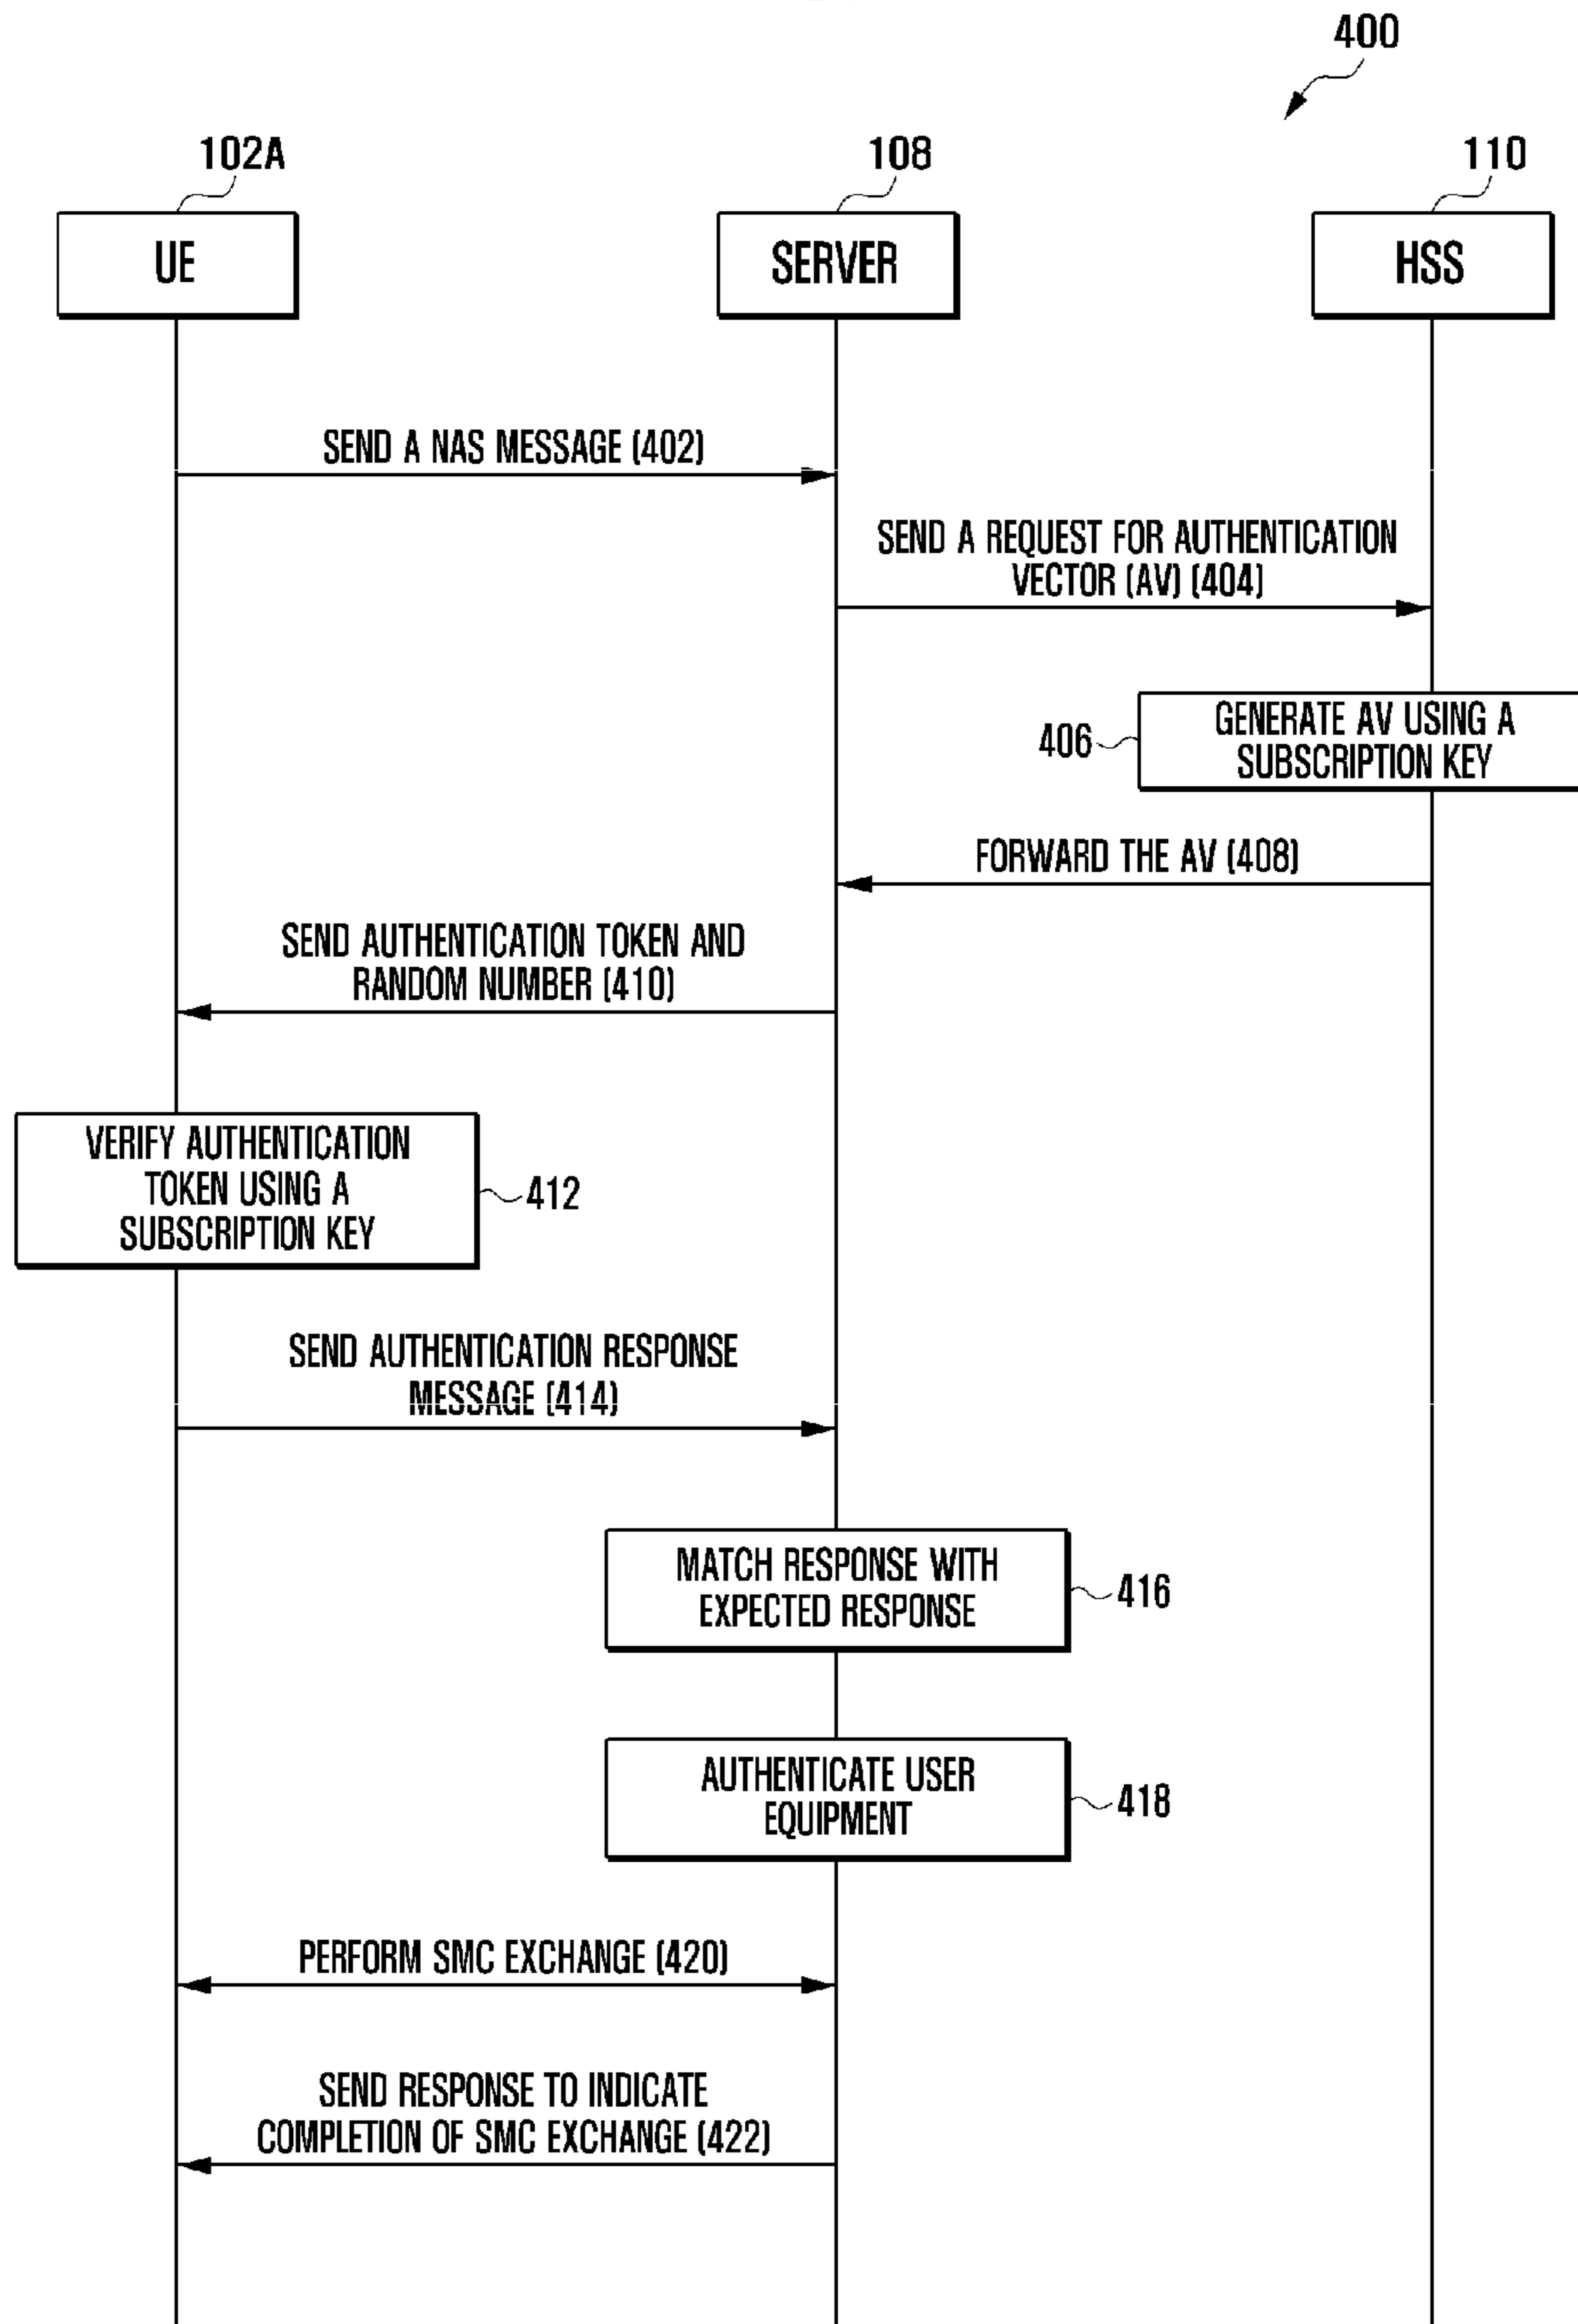 400
102A
108
110
UE
SERVER
HSS
SEND A NAS MESSAGE (402)
SEND A REQUEST FOR AUTHENTICATION
VECTOR (AV) (404)
GENERATE AV USING A
SUBSCRIPTION KEY
406
FORWARD THE AV (408)
SEND AUTHENTICATION TOKEN AND
RANDOM NUMBER (410)
VERIFY AUTHENTICATION
TOKEN USING A
SUBSCRIPTION KEY
412
SEND AUTHENTICATION RESPONSE
MESSAGE (414)
MATCH RESPONSE WITH
EXPECTED RESPONSE
416
AUTHENTICATE USER
EQUIPMENT
418
PERFORM SMC EXCHANGE (420)
SEND RESPONSE TO INDICATE
COMPLETION OF SMC EXCHANGE (422)